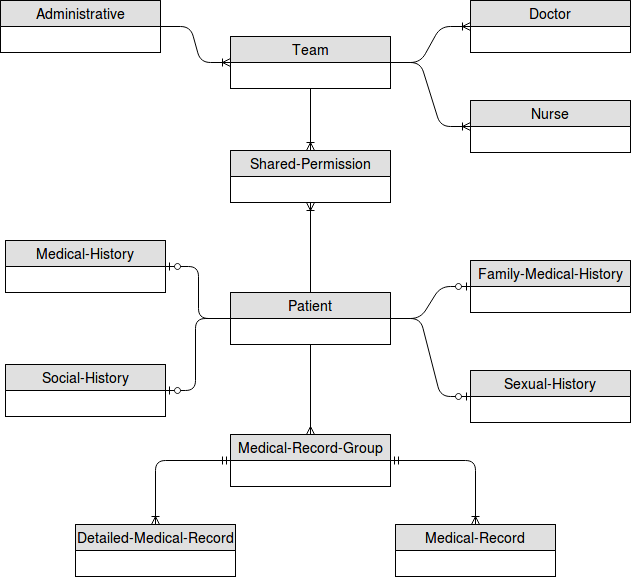 Administrative
Doctor
Team
Nurse
Shared-Permission
Medical-History
Family-Medical-History
Patient
Social-History
Sexual-History
Medical-Record-Group
Detailed-Medical-Record
Medical-Record